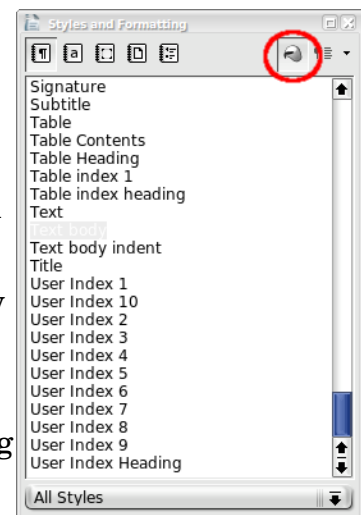 Styles and Formatting
Signature
Subtitle
Table
Table Contents
Table Heading
Table index 1
Table index heading
Text
Text body
Text body indent
Title
User Index 1
User Index 10
User Index 2
User Index 3
User Index 4
User Index 5
User Index 6
y
User Index 7
User Index 8
User Index 9
g
User Index Heading
All Styles